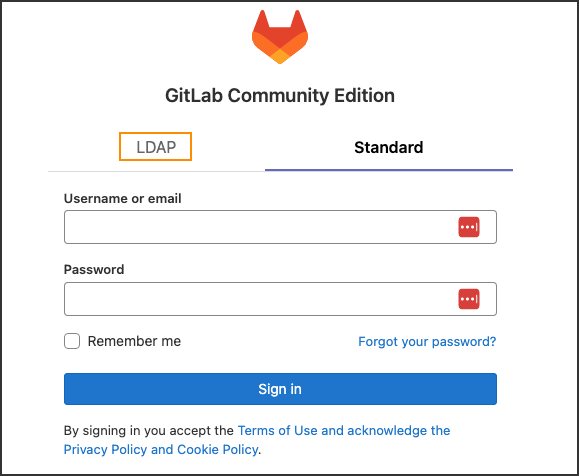 GitLab Community Edition
LDAP
Standard
Username or email
Password
Remember me
Forgot your password?
Sign in
By signing in you accept the Terms of Use and acknowledge the
Privacy Policy and Cookie Policy.